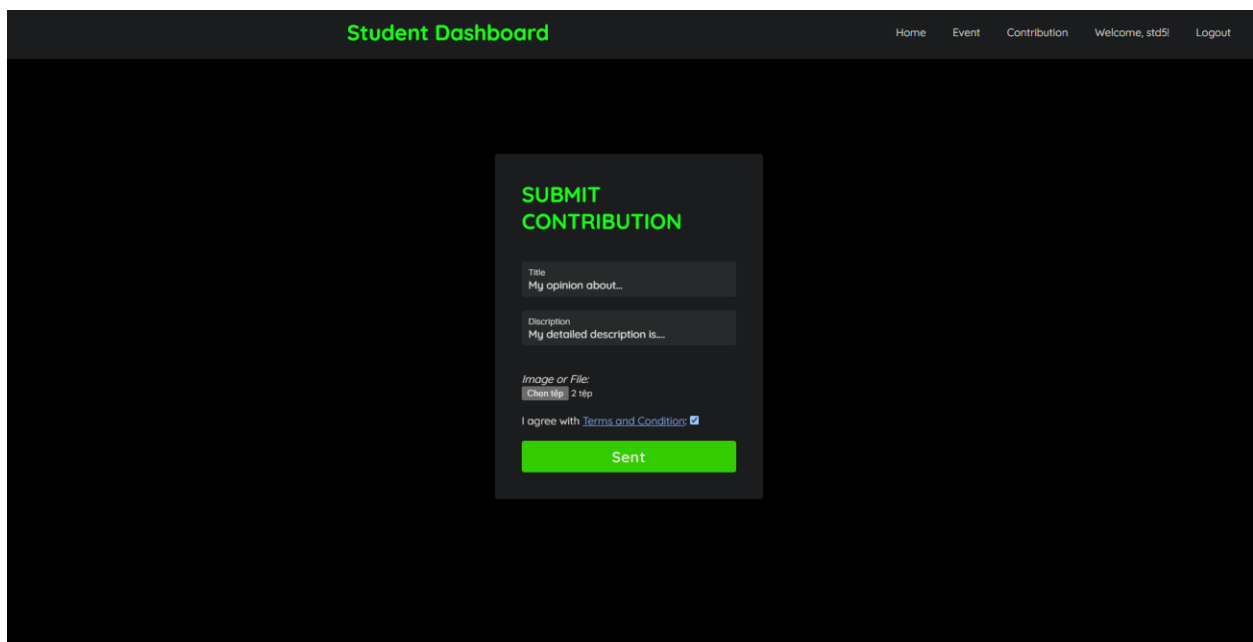 Student Dashboard
Home Event Contribution Welcome, std5! Logout
SUBMIT
CONTRIBUTION
Title
My opinion about...
Discription
My detailed description is....
Image or File:
Chọn tệp 2 tệp
I agree with Terms and Condition:
Sent